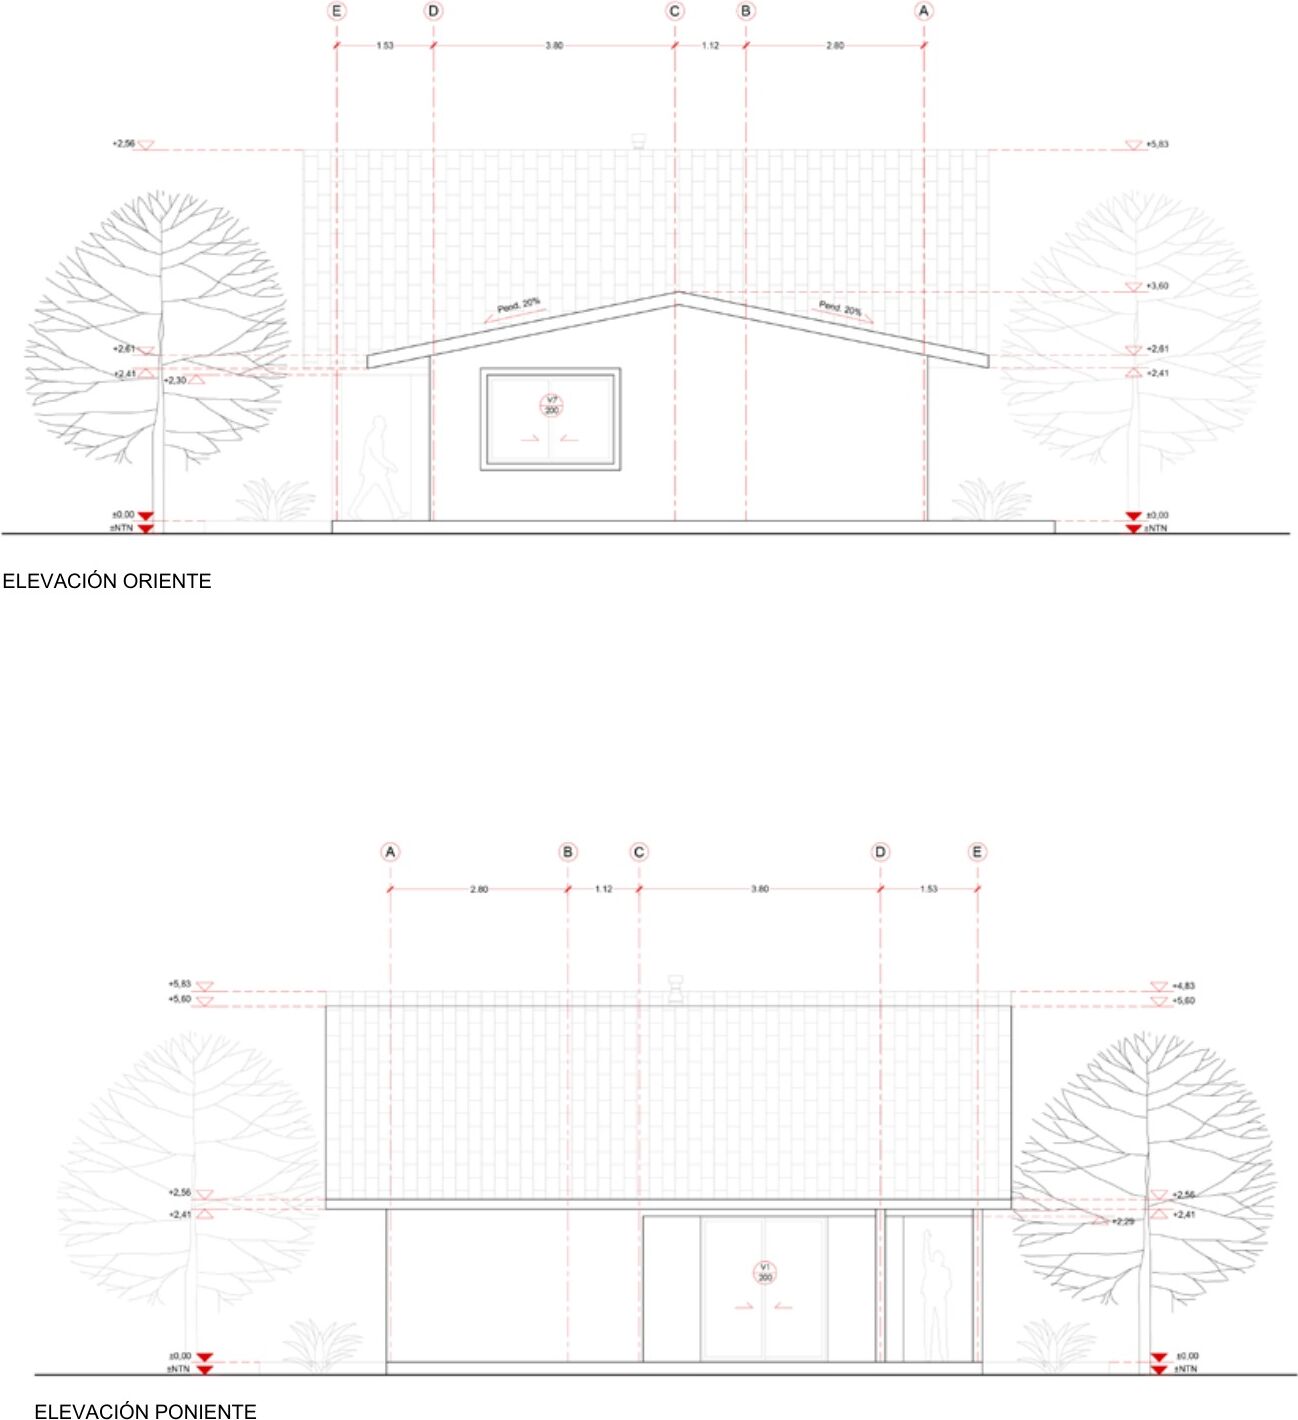 E D C B A
1.53 3.80 1.12 2.80
+2,56 +5,83
+3,60
Pend. 20% Pend. 20%
+2,61 +2,61
+2,41 +2,30 +2,41
V7
200
±0,00 ±0,00
±NTN ±NTN
ELEVACIÓN ORIENTE
A B C D E
2.80 1.12 3.80 1.53
+5,83 +4,83
+5,60 +5,60
+2,56 +2,56
+2,41 +2,29 +2,41
V1
200
±0,00 ±0,00
±NTN ±NTN
ELEVACIÓN PONIENTE